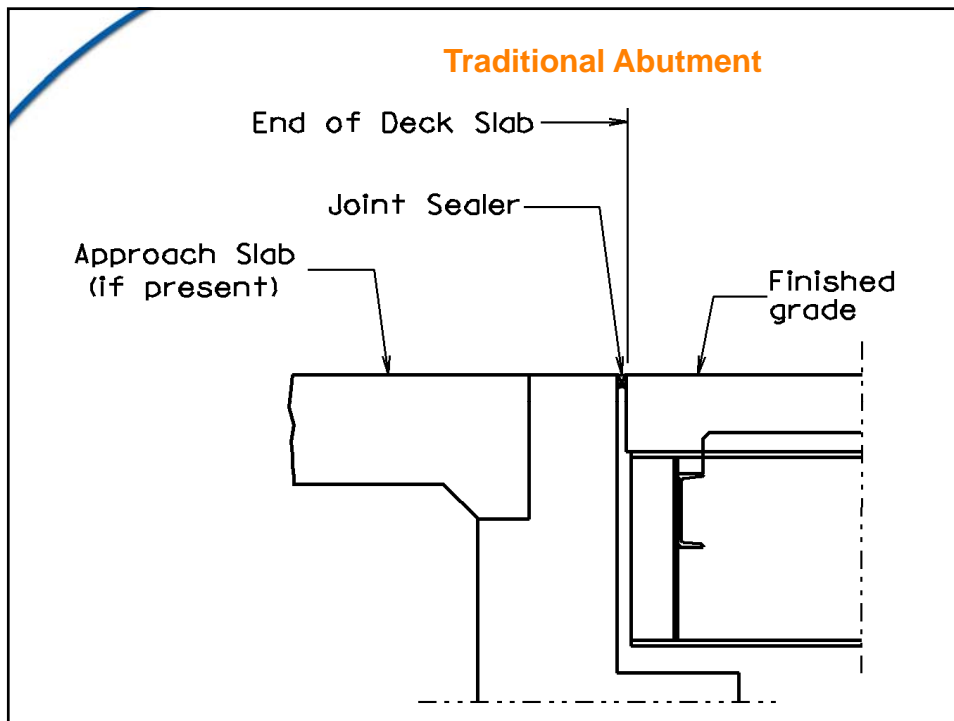 Traditional Abutment
End of Deck Slab
Joint Sealer
Approach Slab
(if present)
Finished
grade